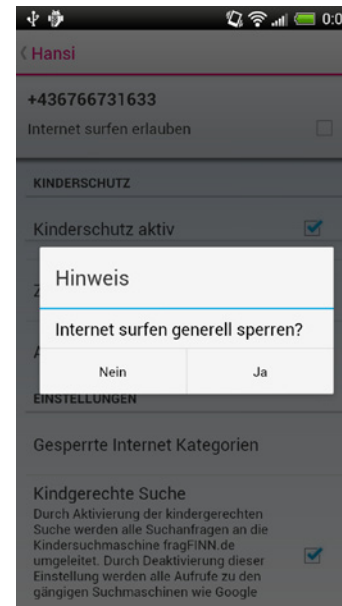 0:0
Hansi
+436766731633
Internet surfen erlauben
KINDERSCHUTZ
Kinderschutz aktiv
Hinweis
Internet surfen generell sperren?
Nein
Ja
EINSTELLUNGEN
Gesperrte Internet Kategorien
Kindgerechte Suche
Durch Aktivierung der kindergerechten
Suche werden alle Suchanfragen an die
Kindersuchmaschine fragFINN.de
umgeleitet. Durch Deaktivierung dieser
Einstellung werden alle Aufrufe zu den
gängigen Suchmaschinen wie Google